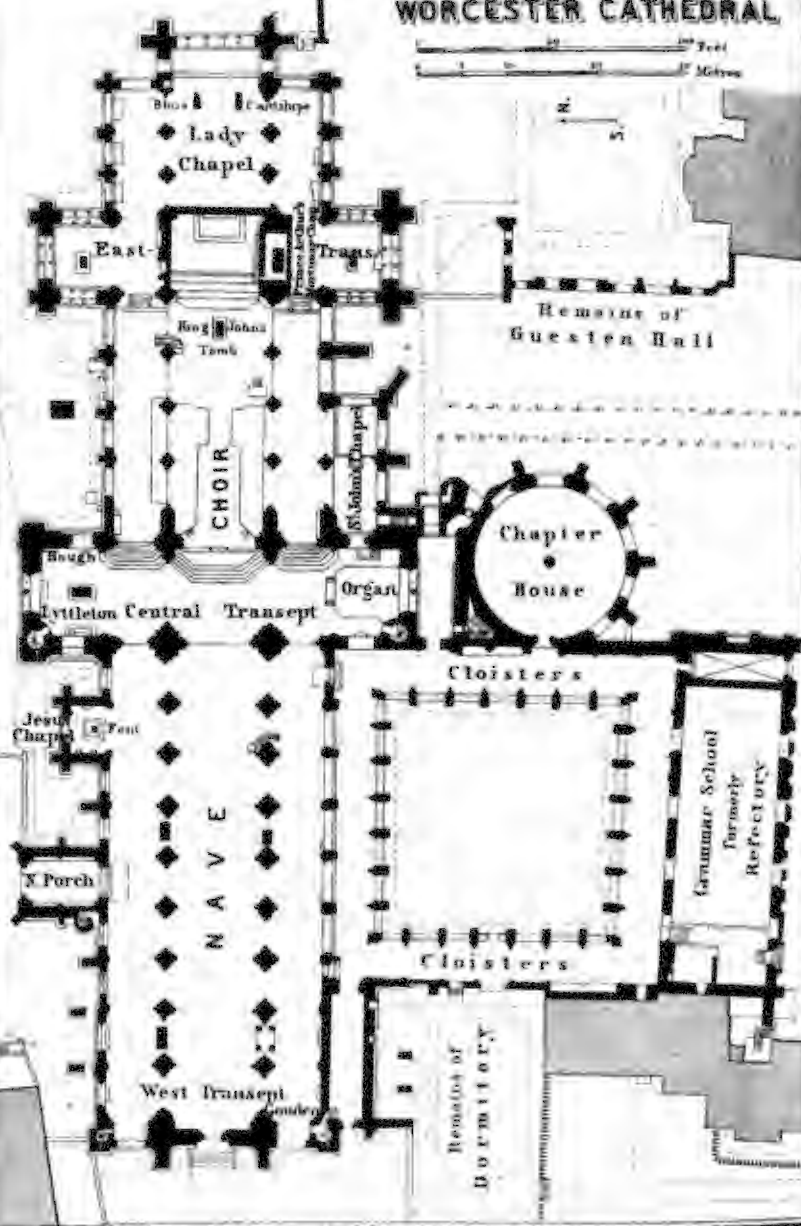 WORCESTER CATHEDRAL
Feet
Metres
N.
S.
Lady
Chapel
East-
Trans.
Remains of
Guesten Hall
King Johns
Tomb
CHOIR
St John's Chapel
Chapter
House
Organ
Lyttleton
Central Transept
Cloisters
Jesus
Chapel
Font
Grammar School
formerly
Refectory
NAVE
N. Porch
Cloisters
Remains of
Dormitory
West Transept